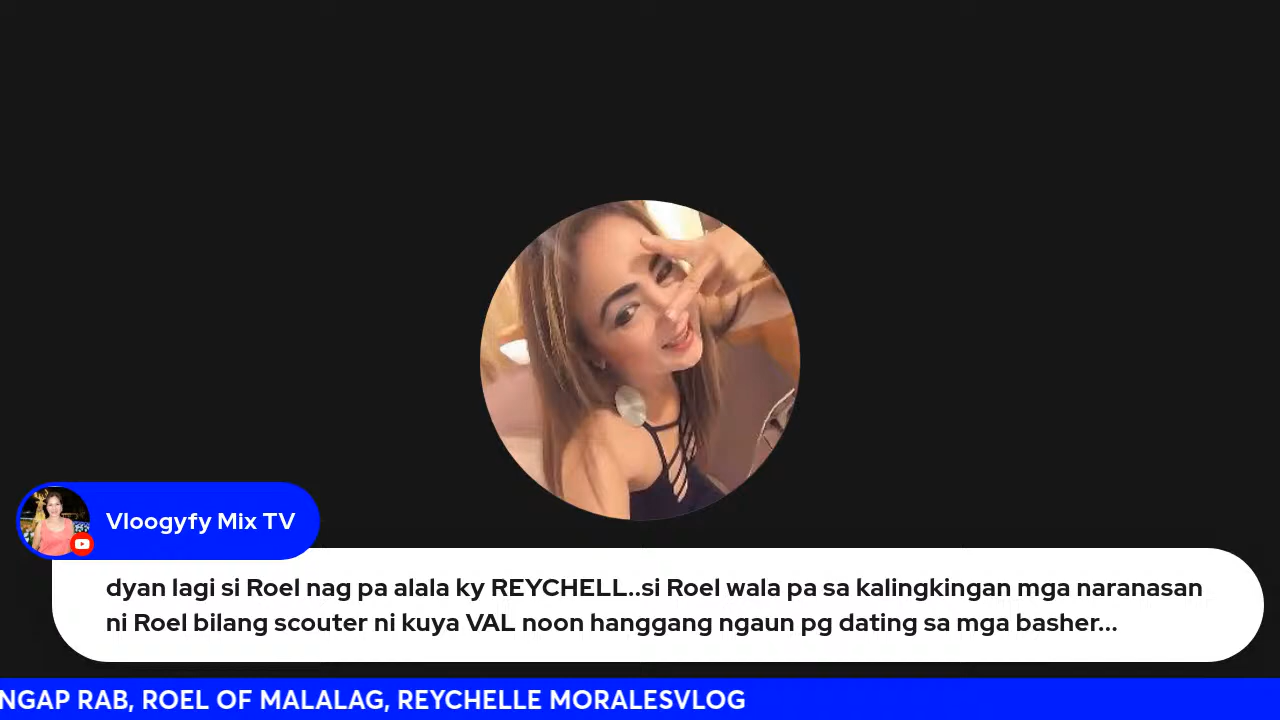 Vloogyfy Mix TV
dyan lagi si Roel nag pa alala ky REYCHELL..si Roel wala pa sa kalingkingan mga naranasan
ni Roel bilang scouter ni kuya VAL noon hanggang ngaun pg dating sa mga basher...
NGAP RAB, ROEL OF MALALAG, REYCHELLE MORALESVLOG